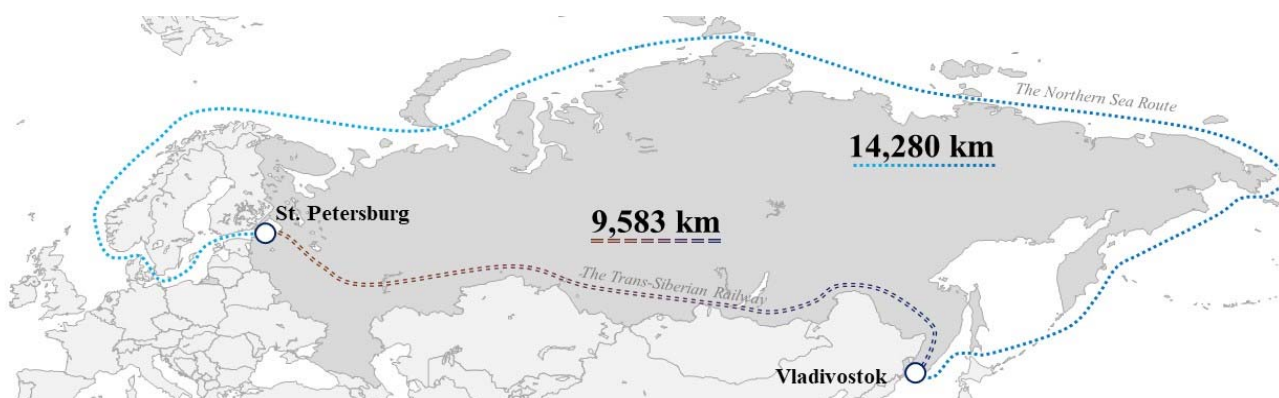 The Northern Sea Route
14,280 km
St. Petersburg
9,583 km
The Trans-Siberian Railway
Vladivostok